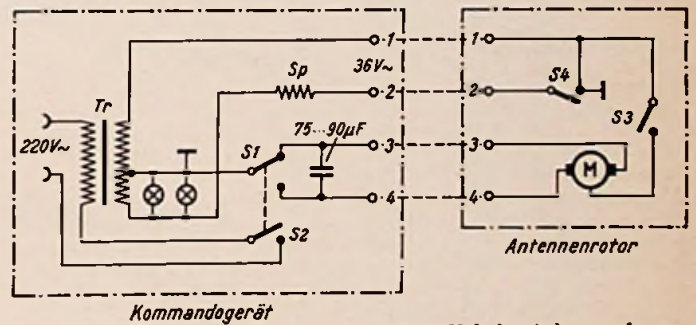 1 1
Sp 36V~ S4
2 2
Tr S3
75...90µF
220V~ S1 3 3
M
4 4
S2
Antennenrotor
Kommandogerät